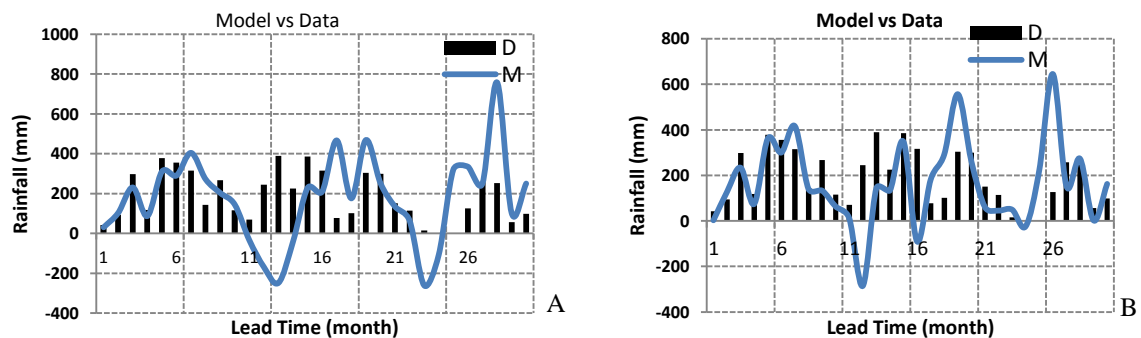 Model vs Data
1000
800
600
400
200
0
-200
-400
Rainfall (mm)
D
M
1 6 11 16 21 26
Lead Time (month)
A
Model vs Data
800
600
400
200
0
-200
-400
Rainfall (mm)
D
M
1 6 11 16 21 26
Lead Time (month)
B